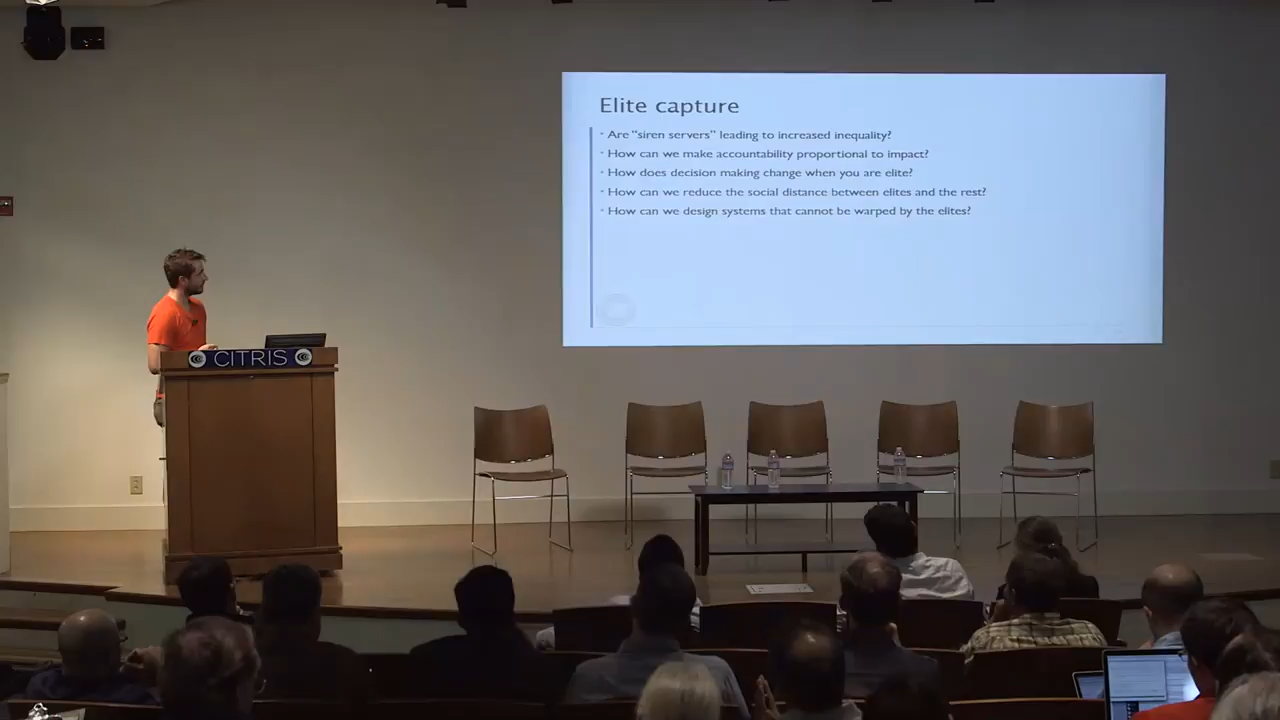 Elite capture
Are "siren servers" leading to increased inequality?
How can we make accountability proportional to impact?
How does decision making change when you are elite?
How can we reduce the social distance between elites and the rest?
How can we design systems that cannot be warped by the elites?
CITRIS